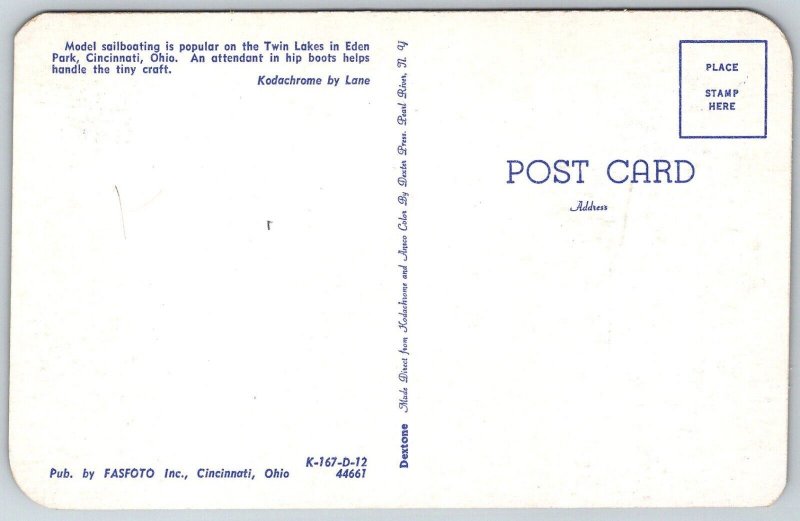 Model sailboating is popular on the Twin Lakes in Eden
Park, Cincinnati, Ohio. An attendant in hip boots helps
handle the tiny craft.
Kodachrome by Lane
K-167-D-12
Pub. by FASFOTO Inc., Cincinnati, Ohio 44661
Dextone Made Direct from Kodachrome and Ansco Color By Dexter Press. Pearl River, N. Y
PLACE
STAMP
HERE
POST CARD
Address